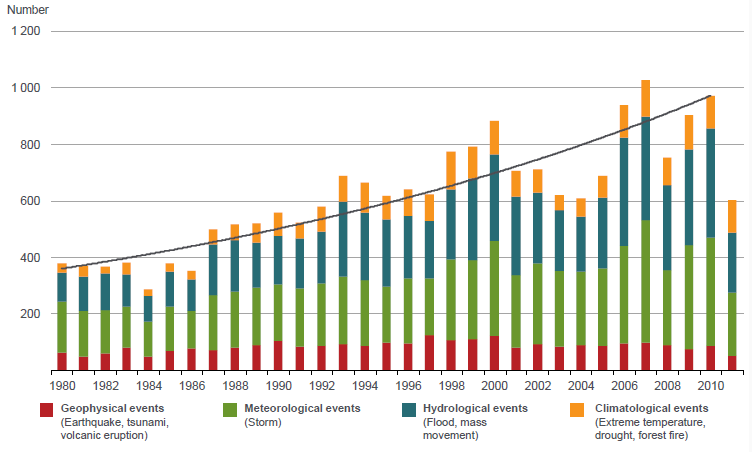 Number
1 200
1 000
800
600
400
200
1980 1982 1984 1986 1988 1990 1992 1994 1996 1998 2000 2002 2004 2006 2008 2010
Geophysical events Meteorological events Hydrological events Climatological events
(Earthquake, tsunami, (Storm) (Flood, mass (Extreme temperature,
volcanic eruption) movement) drought, forest fire)